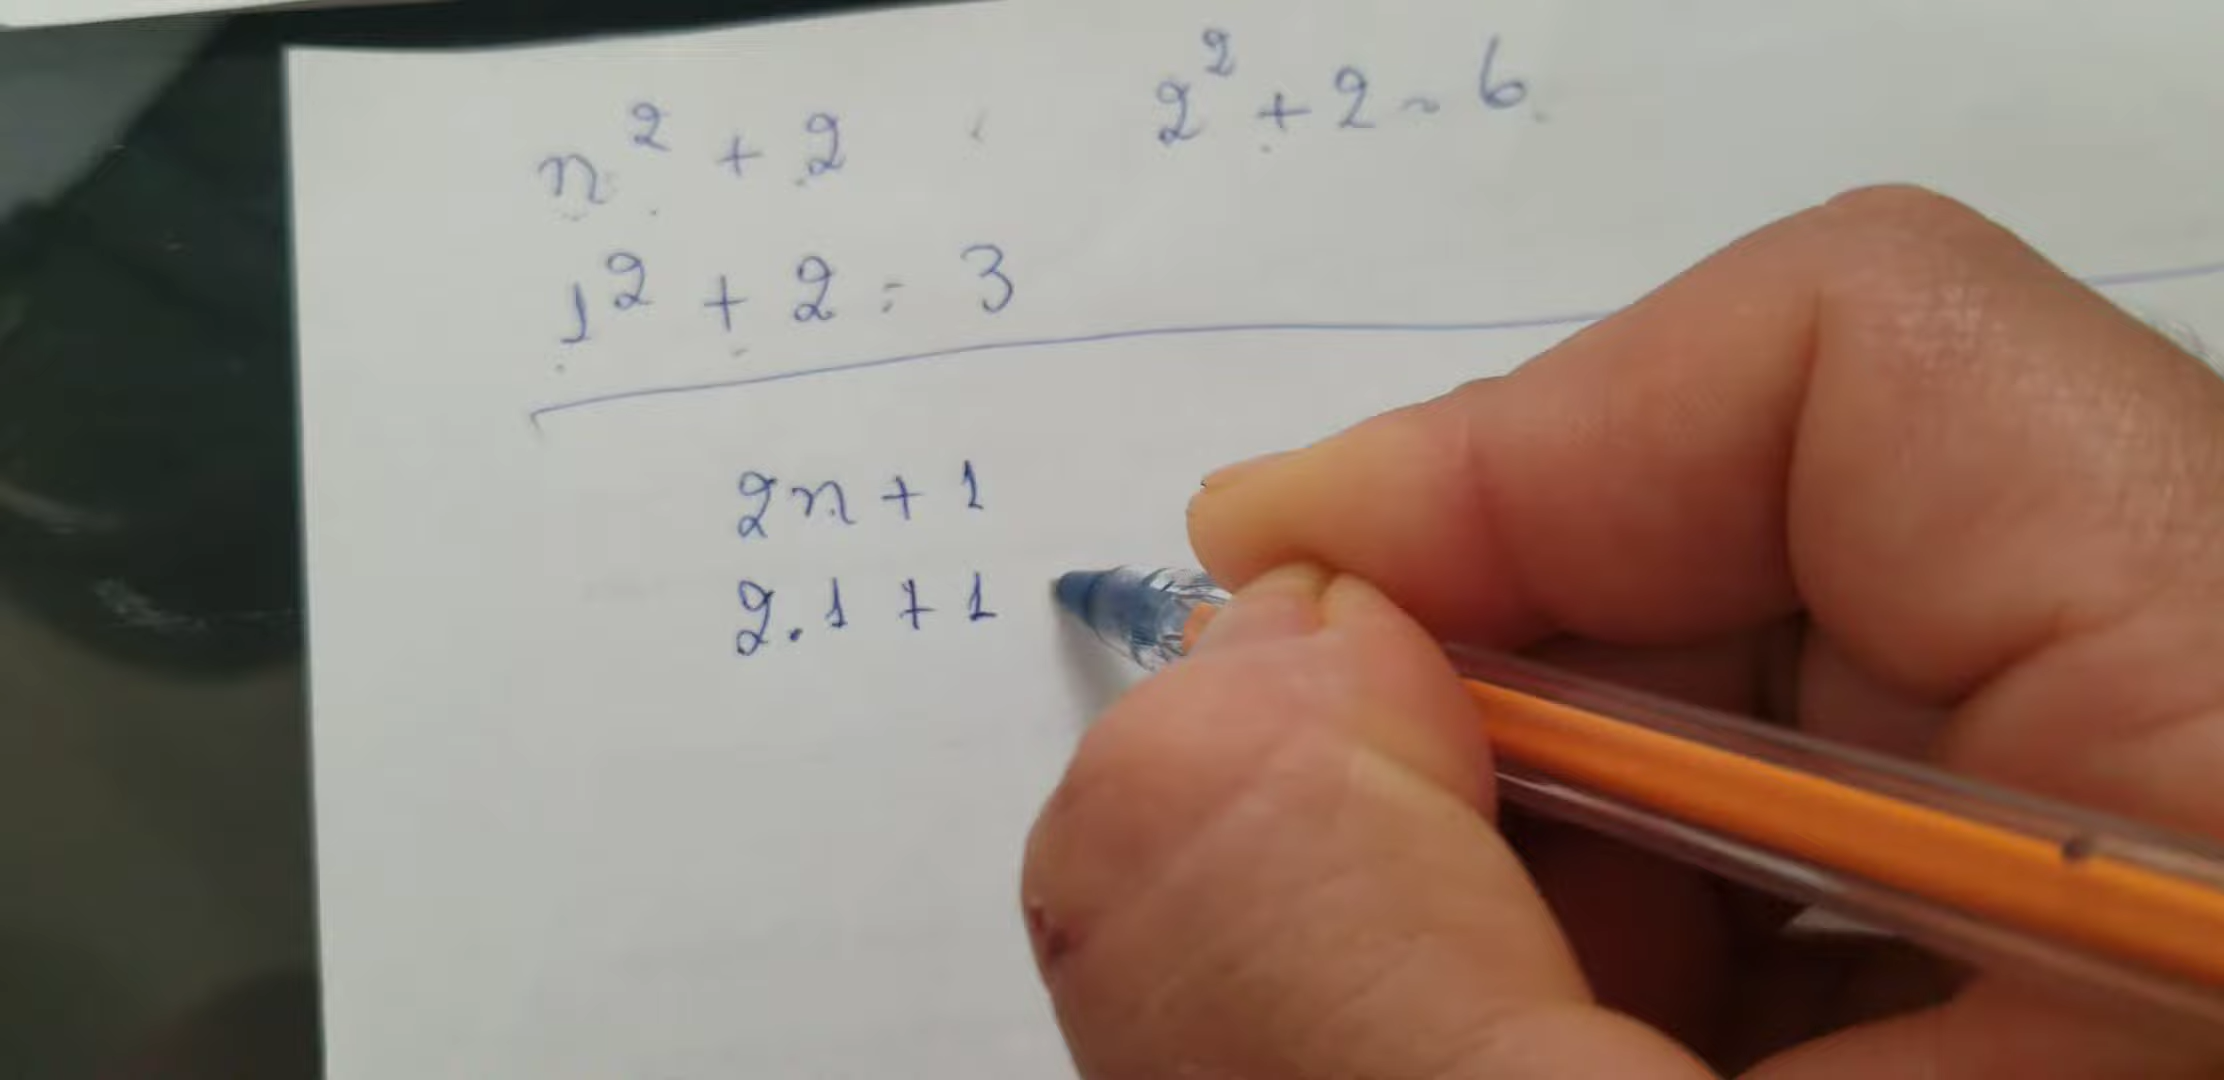 n² + 2    2² + 2 = 6
1² + 2 = 3
2n + 1
2.1 + 1